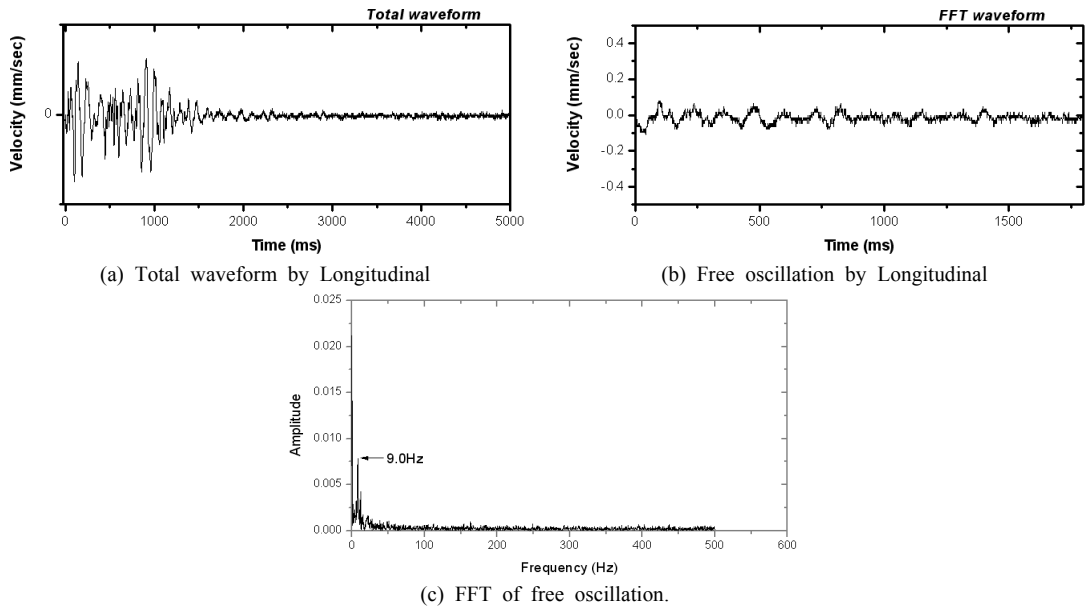 Total waveform
Velocity (mm/sec)
0
0 1000 2000 3000 4000 5000
Time (ms)
(a) Total waveform by Longitudinal
FFT waveform
Velocity (mm/sec)
0.4
0.2
0.0
-0.2
-0.4
0 500 1000 1500
Time (ms)
(b) Free oscillation by Longitudinal
Amplitude
0.025
0.020
0.015
0.010
0.005
0.000
9.0Hz
0 100 200 300 400 500 600
Frequency (Hz)
(c) FFT of free oscillation.